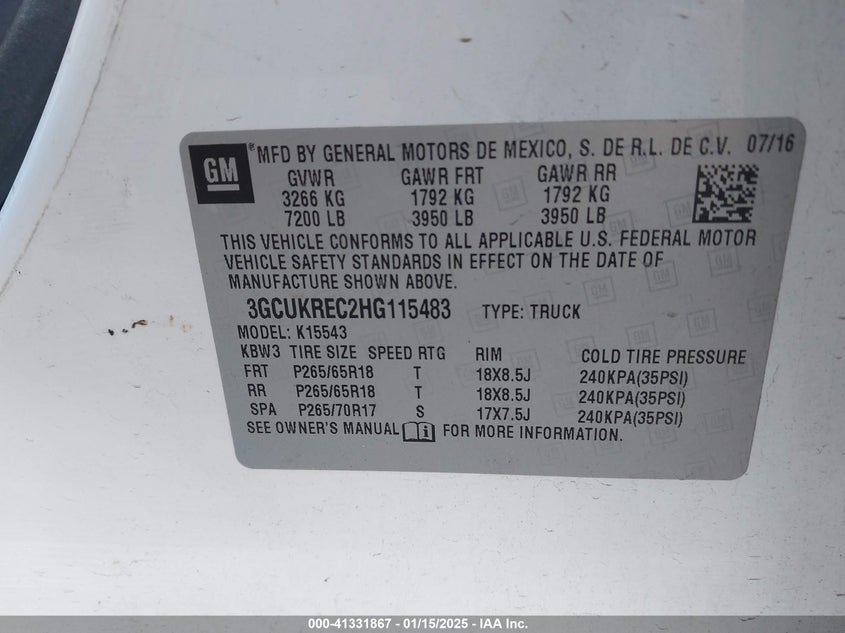 GM ® MFD BY GENERAL MOTORS DE MEXICO, S. DE R.L. DE C.V. 07/16
GVWR GAWR FRT GAWR RR
3266 KG 1792 KG 1792 KG
7200 LB 3950 LB 3950 LB
THIS VEHICLE CONFORMS TO ALL APPLICABLE U.S. FEDERAL MOTOR
VEHICLE SAFETY STANDARDS IN EFFECT ON THE DATE OF
MANUFACTURE SHOWN ABOVE.
3GCUKREC2HG115483 TYPE: TRUCK
MODEL: K15543
KBW3 TIRE SIZE SPEED RTG RIM COLD TIRE PRESSURE
FRT P265/65R18 T 18X8.5J 240KPA(35PSI)
RR P265/65R18 T 18X8.5J 240KPA(35PSI)
SPA P265/70R17 S 17X7.5J 240KPA(35PSI)
SEE OWNER'S MANUAL FOR MORE INFORMATION.
000-41331867 - 01/15/2025 - IAA Inc.